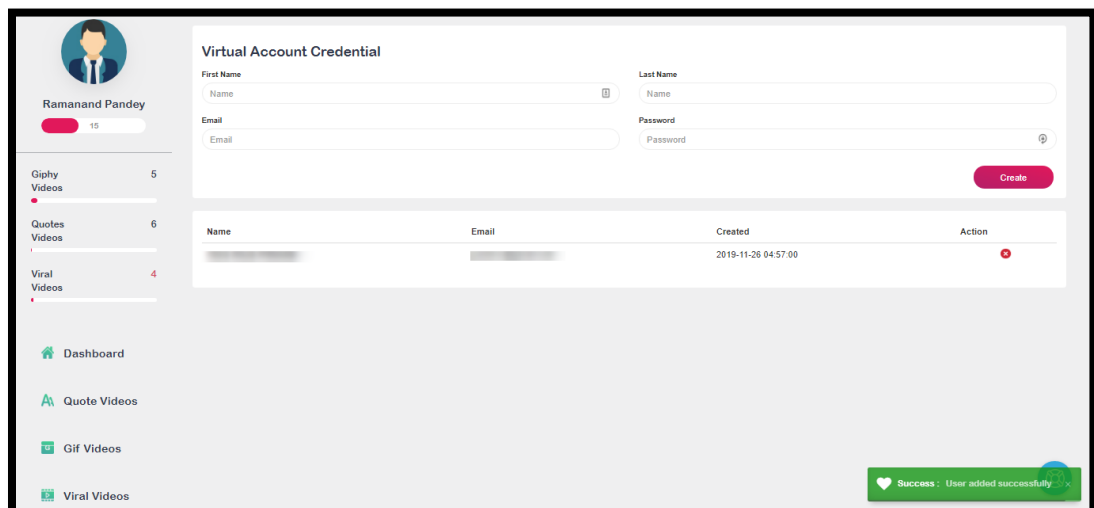 Ramanand Pandey
15
Giphy Videos 5
Quotes Videos 6
Viral Videos 4
Dashboard
Quote Videos
Gif Videos
Viral Videos
Virtual Account Credential
First Name
Name
Last Name
Name
Email
Email
Password
Password
Create
Name Email Created Action
2019-11-26 04:57:00
Success : User added successfully ×